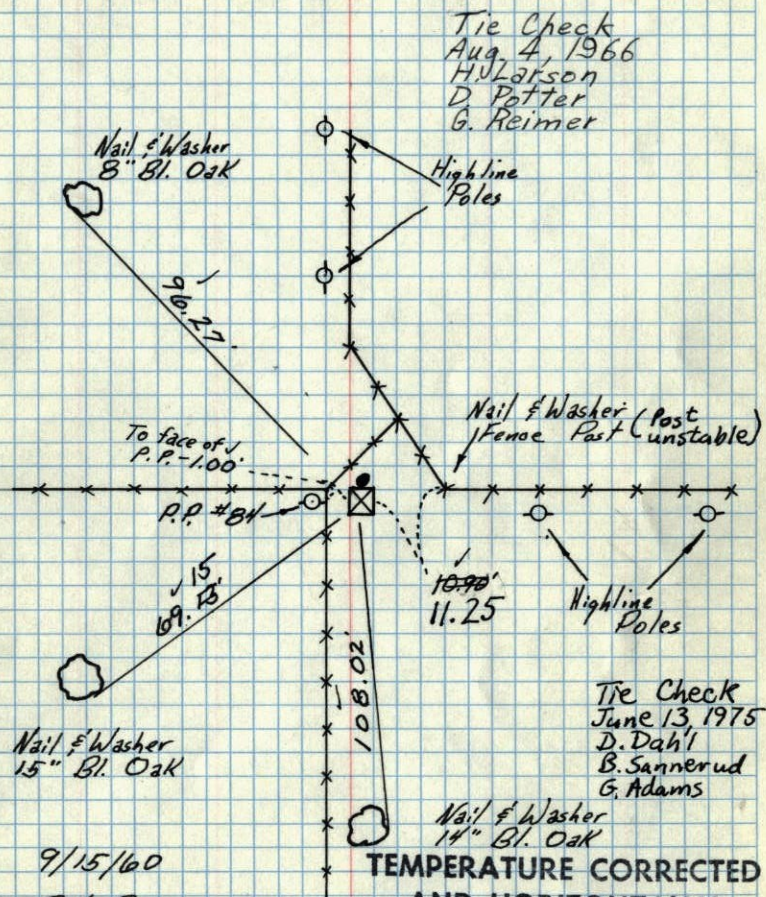 Tie Check
Aug. 4, 1966
H. Larson
D. Potter
G. Reimer
Nail & Washer
8" Bl. Oak
Highline
Poles
96.27
Nail & Washer (Post
Fence Post unstable)
To face of
P.P.-1.00'
P.P. #84
10.90'
11.25
Highline
Poles
15
69.
108.02'
Tie Check
June 13, 1975
D. Dahl
B. Sannerud
G. Adams
Nail & Washer
15" Bl. Oak
Nail & Washer
14" Bl. Oak
9/15/60
TEMPERATURE CORRECTED